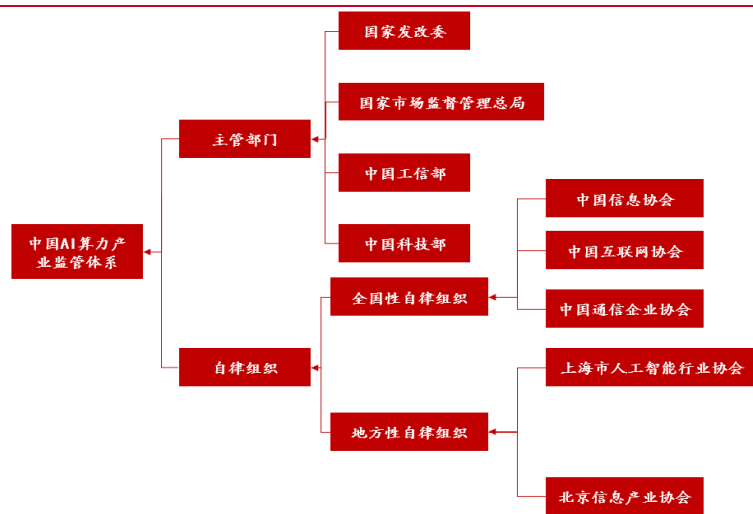 国家发改委
国家市场监督管理总局
主管部门
中国工信部
中国信息协会
中国AI算力产
业监管体系
中国科技部
中国互联网协会
全国性自律组织
中国通信企业协会
自律组织
上海市人工智能行业协会
地方性自律组织
北京信息产业协会